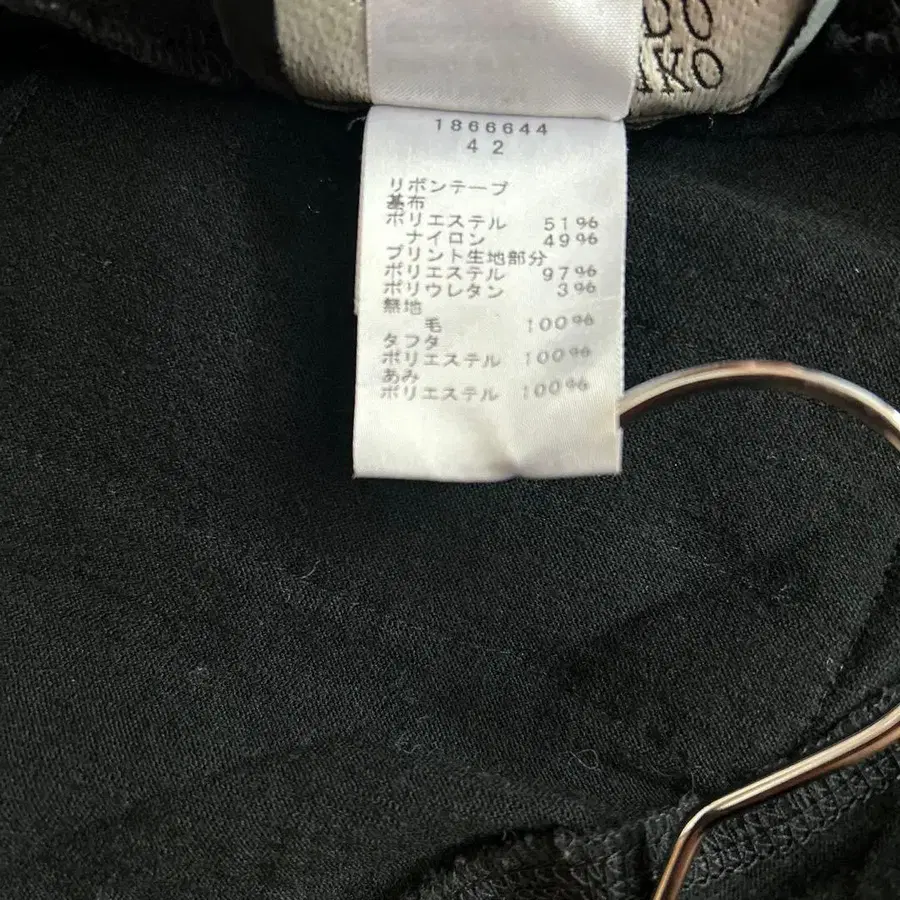 AKO
1866644
42
リボンテープ
基布
ポリエステル 51%
ナイロン 49%
プリント生地部分
ポリエステル 97%
ポリウレタン 3%
無地
毛 100%
タフタ
ポリエステル 100%
あみ
ポリエステル 100%